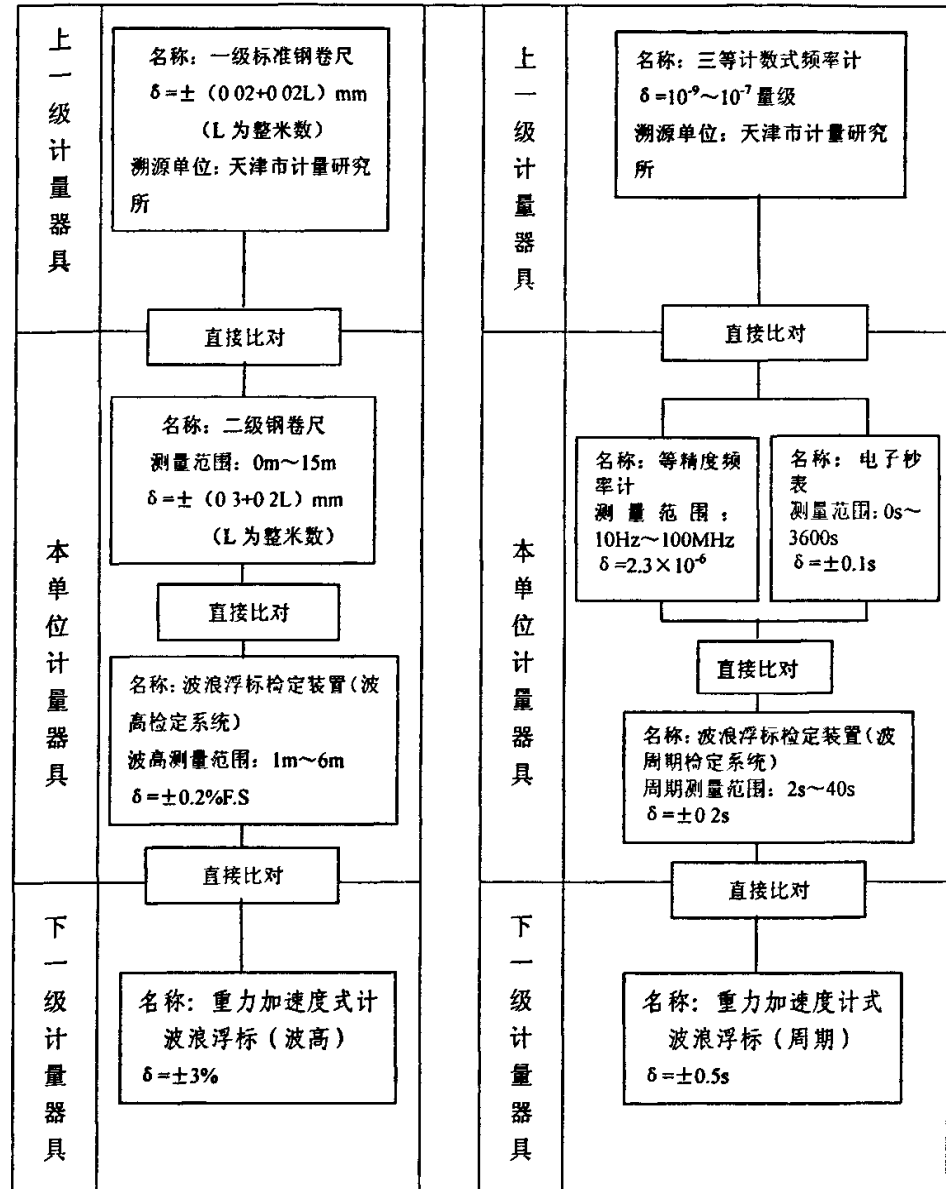 上一级计量器具
名称：一级标准钢卷尺
δ=±（0 02+0 02L）mm
（L 为整米数）
溯源单位：天津市计量研究
所
直接比对
本单位计量器具
名称：二级钢卷尺
测量范围：0m～15m
δ=±（0 3+0 2L）mm
（L 为整米数）
直接比对
名称：波浪浮标检定装置（波
高检定系统）
波高测量范围：1m～6m
δ=±0.2%F.S
直接比对
下一级计量器具
名称：重力加速度式计
波浪浮标（波高）
δ=±3%
上一级计量器具
名称：三等计数式频率计
δ=10⁻⁹～10⁻⁷量级
溯源单位：天津市计量研究
所
直接比对
本单位计量器具
名称：等精度频
率计
测量范围：
10Hz～100MHz
δ=2.3×10⁻⁶
名称：电子秒
表
测量范围：0s～
3600s
δ=±0.1s
直接比对
名称：波浪浮标检定装置（波
周期检定系统）
周期测量范围：2s～40s
δ=±0 2s
直接比对
下一级计量器具
名称：重力加速度计式
波浪浮标（周期）
δ=±0.5s